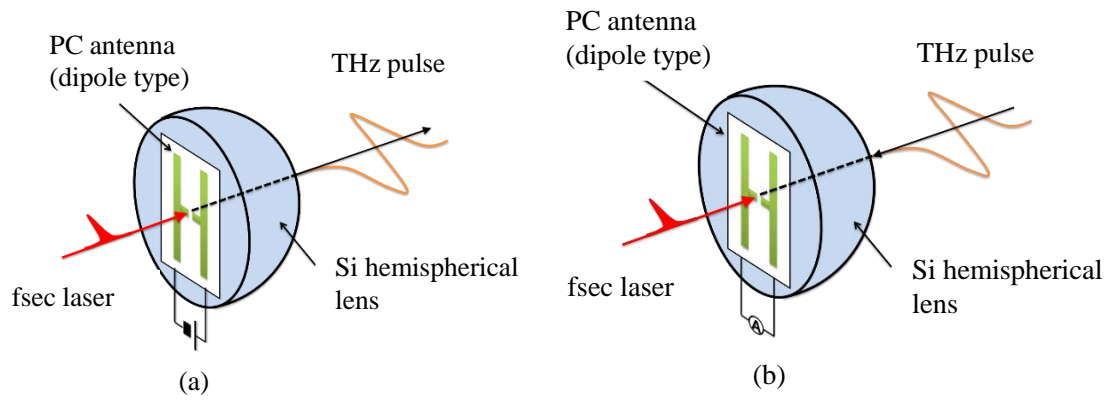 PC antenna
(dipole type)
THz pulse
fsec laser
Si hemispherical
lens
(a)
PC antenna
(dipole type)
THz pulse
fsec laser
A
Si hemispherical
lens
(b)